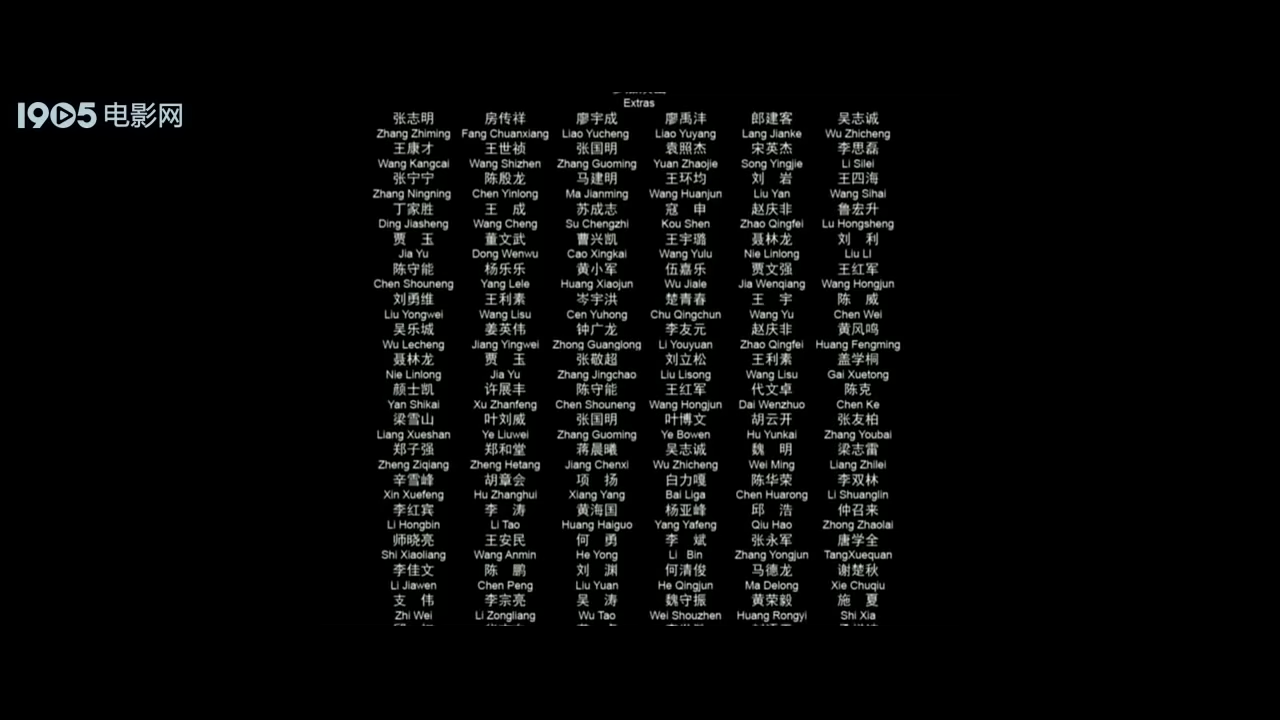 1905电影网
Extras
张志明 房传祥 廖宇成 廖禹沣 郎建客 吴志诚
Zhang Zhiming Fang Chuanxiang Liao Yucheng Liao Yuyang Lang Jianke Wu Zhicheng
王康才 王世祯 张国明 袁照杰 宋英杰 李思磊
Wang Kangcai Wang Shizhen Zhang Guoming Yuan Zhaojie Song Yingjie Li Silei
张宁宁 陈殷龙 马建明 王环均 刘 岩 王四海
Zhang Ningning Chen Yinlong Ma Jianming Wang Huanjun Liu Yan Wang Sihai
丁家胜 王 成 苏成志 寇 申 赵庆非 鲁宏升
Ding Jiasheng Wang Cheng Su Chengzhi Kou Shen Zhao Qingfei Lu Hongsheng
贾 玉 董文武 曹兴凯 王宇璐 聂林龙 刘 利
Jia Yu Dong Wenwu Cao Xingkai Wang Yulu Nie Linlong Liu LI
陈守能 杨乐乐 黄小军 伍嘉乐 贾文强 王红军
Chen Shouneng Yang Lele Huang Xiaojun Wu Jiale Jia Wenqiang Wang Hongjun
刘勇维 王利素 岑宇洪 楚青春 王 宇 陈 威
Liu Yongwei Wang Lisu Cen Yuhong Chu Qingchun Wang Yu Chen Wei
吴乐城 姜英伟 钟广龙 李友元 赵庆非 黄风鸣
Wu Lecheng Jiang Yingwei Zhong Guanglong Li Youyuan Zhao Qingfei Huang Fengming
聂林龙 贾 玉 张敬超 刘立松 王利素 盖学桐
Nie Linlong Jia Yu Zhang Jingchao Liu Lisong Wang Lisu Gai Xuetong
颜士凯 许展丰 陈守能 王红军 代文卓 陈克
Yan Shikai Xu Zhanfeng Chen Shouneng Wang Hongjun Dai Wenzhuo Chen Ke
梁雪山 叶刘威 张国明 叶博文 胡云开 张友柏
Liang Xueshan Ye Liuwei Zhang Guoming Ye Bowen Hu Yunkai Zhang Youbai
郑子强 郑和堂 蒋晨曦 吴志诚 魏 明 梁志雷
Zheng Ziqiang Zheng Hetang Jiang Chenxi Wu Zhicheng Wei Ming Liang Zhilei
辛雪峰 胡章会 项 扬 白力嘎 陈华荣 李双林
Xin Xuefeng Hu Zhanghui Xiang Yang Bai Liga Chen Huarong Li Shuanglin
李红宾 李 涛 黄海国 杨亚峰 邱 浩 仲召来
Li Hongbin Li Tao Huang Haiguo Yang Yafeng Qiu Hao Zhong Zhaolai
师晓亮 王安民 何 勇 李 斌 张永军 唐学全
Shi Xiaoliang Wang Anmin He Yong Li Bin Zhang Yongjun TangXuequan
李佳文 陈 鹏 刘 渊 何清俊 马德龙 谢楚秋
Li Jiawen Chen Peng Liu Yuan He Qingjun Ma Delong Xie Chuqiu
支 伟 李宗亮 吴 涛 魏守振 黄荣毅 施 夏
Zhi Wei Li Zongliang Wu Tao Wei Shouzhen Huang Rongyi Shi Xia